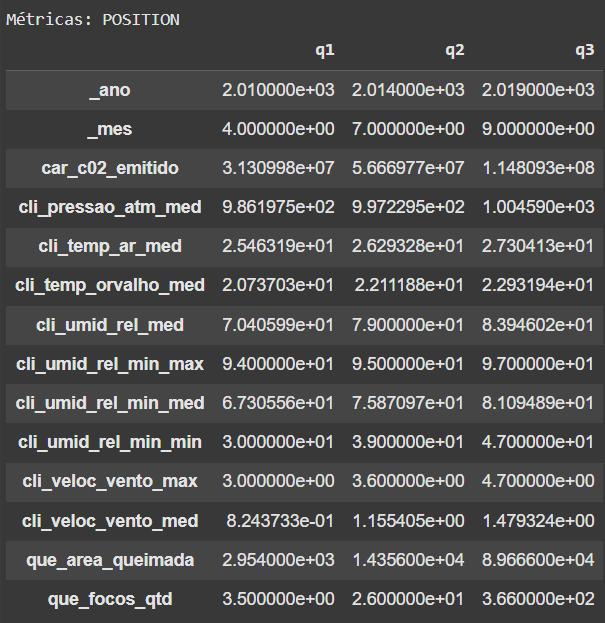 Métricas: POSITION
q1 q2 q3
_ano 2.010000e+03 2.014000e+03 2.019000e+03
_mes 4.000000e+00 7.000000e+00 9.000000e+00
car_c02_emitido 3.130998e+07 5.666977e+07 1.148093e+08
cli_pressao_atm_med 9.861975e+02 9.972295e+02 1.004590e+03
cli_temp_ar_med 2.546319e+01 2.629328e+01 2.730413e+01
cli_temp_orvalho_med 2.073703e+01 2.211188e+01 2.293194e+01
cli_umid_rel_med 7.040599e+01 7.900000e+01 8.394602e+01
cli_umid_rel_min_max 9.400000e+01 9.500000e+01 9.700000e+01
cli_umid_rel_min_med 6.730556e+01 7.587097e+01 8.109489e+01
cli_umid_rel_min_min 3.000000e+01 3.900000e+01 4.700000e+01
cli_veloc_vento_max 3.000000e+00 3.600000e+00 4.700000e+00
cli_veloc_vento_med 8.243733e-01 1.155405e+00 1.479324e+00
que_area_queimada 2.954000e+03 1.435600e+04 8.966600e+04
que_focos_qtd 3.500000e+00 2.600000e+01 3.660000e+02